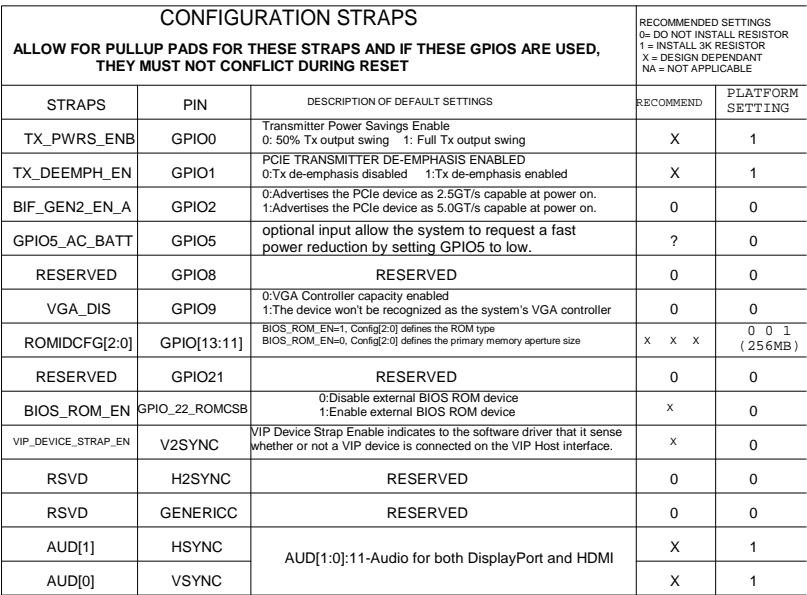 CONFIGURATION STRAPS
ALLOW FOR PULLUP PADS FOR THESE STRAPS AND IF THESE GPIOS ARE USED,
THEY MUST NOT CONFLICT DURING RESET
RECOMMENDED SETTINGS
0= DO NOT INSTALL RESISTOR
1 = INSTALL 3K RESISTOR
X = DESIGN DEPENDANT
NA = NOT APPLICABLE
STRAPS PIN DESCRIPTION OF DEFAULT SETTINGS RECOMMEND PLATFORM SETTING
TX_PWRS_ENB GPIO0 Transmitter Power Savings Enable
0: 50% Tx output swing 1: Full Tx output swing X 1
TX_DEEMPH_EN GPIO1 PCIE TRANSMITTER DE-EMPHASIS ENABLED
0:Tx de-emphasis disabled 1:Tx de-emphasis enabled X 1
BIF_GEN2_EN_A GPIO2 0:Advertises the PCIe device as 2.5GT/s capable at power on.
1:Advertises the PCIe device as 5.0GT/s capable at power on. 0 0
GPIO5_AC_BATT GPIO5 optional input allow the system to request a fast
power reduction by setting GPIO5 to low. ? 0
RESERVED GPIO8 RESERVED 0 0
VGA_DIS GPIO9 0:VGA Controller capacity enabled
1:The device won't be recognized as the system's VGA controller 0 0
ROMIDCFG[2:0] GPIO[13:11] BIOS_ROM_EN=1, Config[2:0] defines the ROM type
BIOS_ROM_EN=0, Config[2:0] defines the primary memory aperture size X X X 0 0 1
(256MB)
RESERVED GPIO21 RESERVED 0 0
BIOS_ROM_EN GPIO_22_ROMCSB 0:Disable external BIOS ROM device
1:Enable external BIOS ROM device X 0
VIP_DEVICE_STRAP_EN V2SYNC VIP Device Strap Enable indicates to the software driver that it sense
whether or not a VIP device is connected on the VIP Host interface. X 0
RSVD H2SYNC RESERVED 0 0
RSVD GENERICC RESERVED 0 0
AUD[1] HSYNC AUD[1:0]:11-Audio for both DisplayPort and HDMI X 1
AUD[0] VSYNC X 1